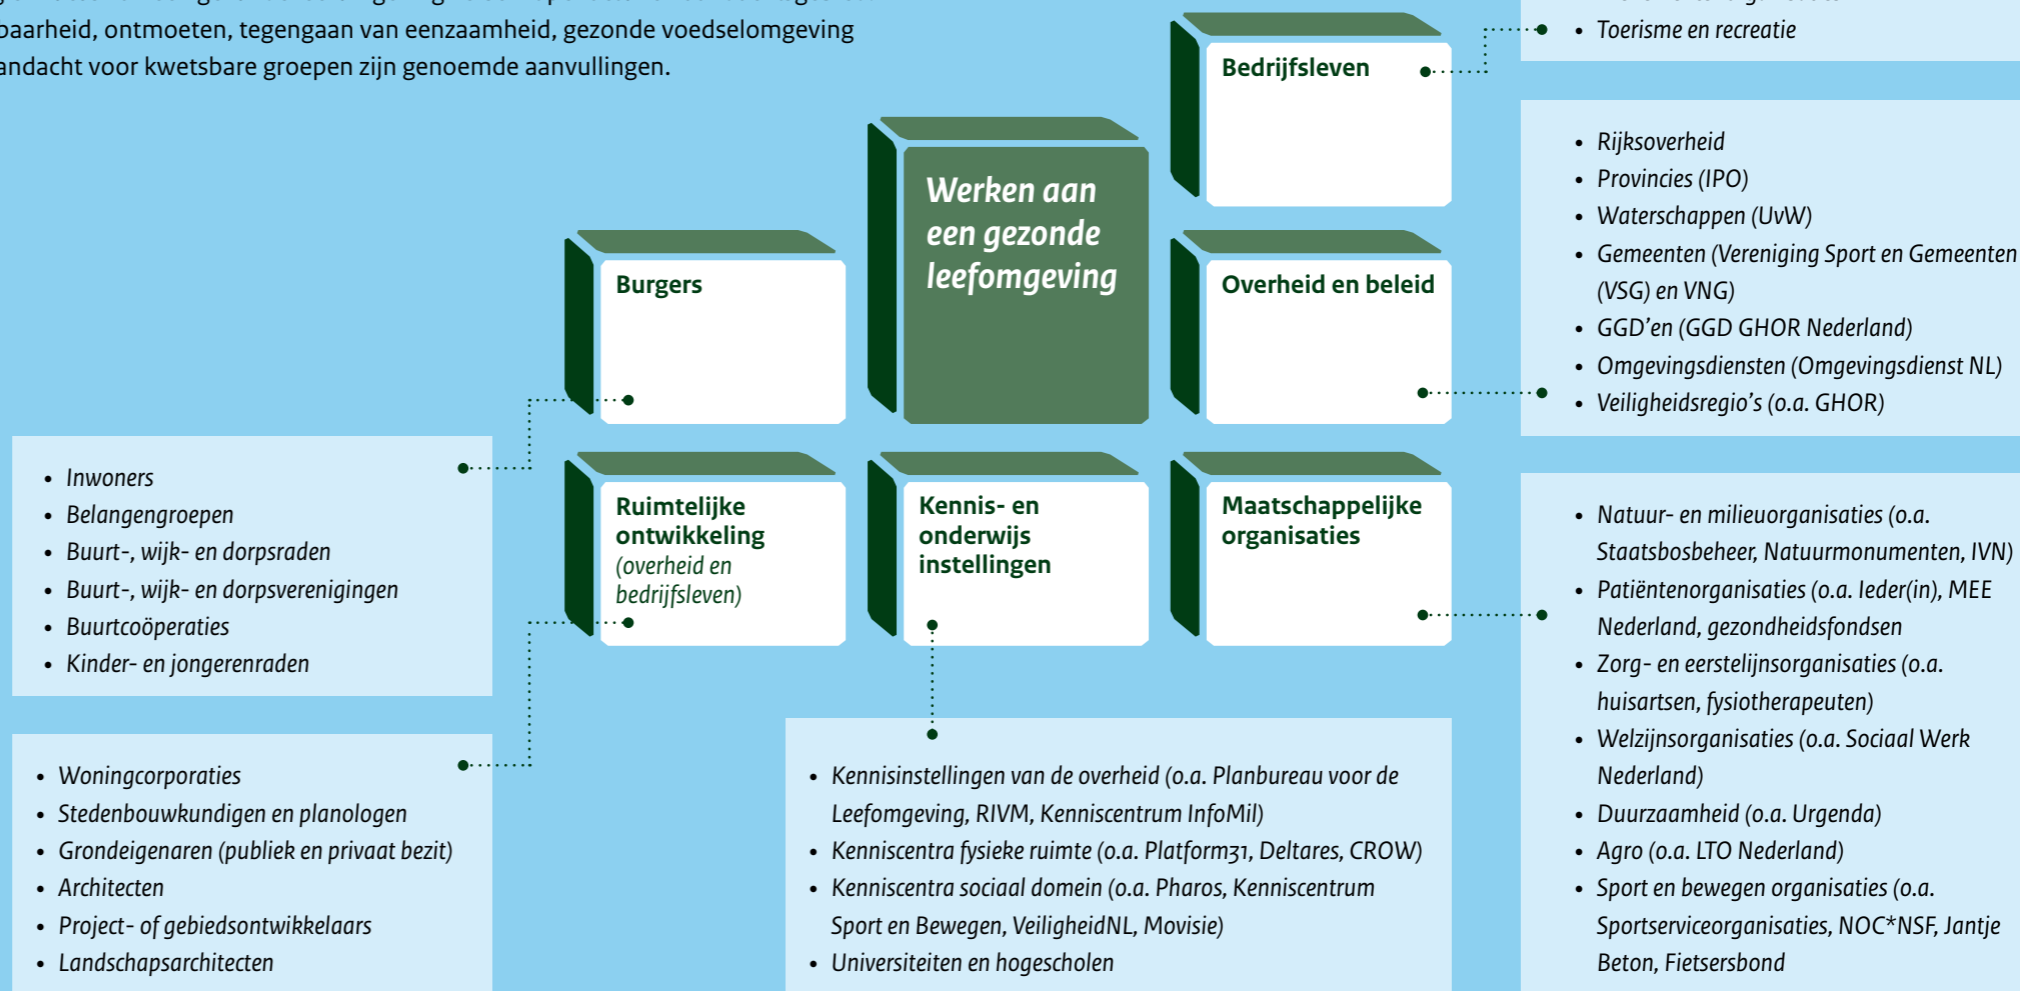 baarheid, ontmoeten, tegengaan van eenzaamheid, gezonde voedselomgeving
andacht voor kwetsbare groepen zijn genoemde aanvullingen.
• Toerisme en recreatie
Bedrijfsleven
Werken aan
een gezonde
leefomgeving
Burgers
Overheid en beleid
• Rijksoverheid
• Provincies (IPO)
• Waterschappen (UvW)
• Gemeenten (Vereniging Sport en Gemeenten
(VSG) en VNG)
• GGD’en (GGD GHOR Nederland)
• Omgevingsdiensten (Omgevingsdienst NL)
• Veiligheidsregio’s (o.a. GHOR)
• Inwoners
• Belangengroepen
• Buurt-, wijk- en dorpsraden
• Buurt-, wijk- en dorpsverenigingen
• Buurtcoöperaties
• Kinder- en jongerenraden
Ruimtelijke
ontwikkeling
(overheid en
bedrijfsleven)
Kennis- en
onderwijs
instellingen
Maatschappelijke
organisaties
• Natuur- en milieuorganisaties (o.a.
Staatsbosbeheer, Natuurmonumenten, IVN)
• Patiëntenorganisaties (o.a. Ieder(in), MEE
Nederland, gezondheidsfondsen
• Zorg- en eerstelijnsorganisaties (o.a.
huisartsen, fysiotherapeuten)
• Welzijnsorganisaties (o.a. Sociaal Werk
Nederland)
• Duurzaamheid (o.a. Urgenda)
• Agro (o.a. LTO Nederland)
• Sport en bewegen organisaties (o.a.
Sportserviceorganisaties, NOC*NSF, Jantje
Beton, Fietsersbond
• Woningcorporaties
• Stedenbouwkundigen en planologen
• Grondeigenaren (publiek en privaat bezit)
• Architecten
• Project- of gebiedsontwikkelaars
• Landschapsarchitecten
• Kennisinstellingen van de overheid (o.a. Planbureau voor de
Leefomgeving, RIVM, Kenniscentrum InfoMil)
• Kenniscentra fysieke ruimte (o.a. Platform31, Deltares, CROW)
• Kenniscentra sociaal domein (o.a. Pharos, Kenniscentrum
Sport en Bewegen, VeiligheidNL, Movisie)
• Universiteiten en hogescholen